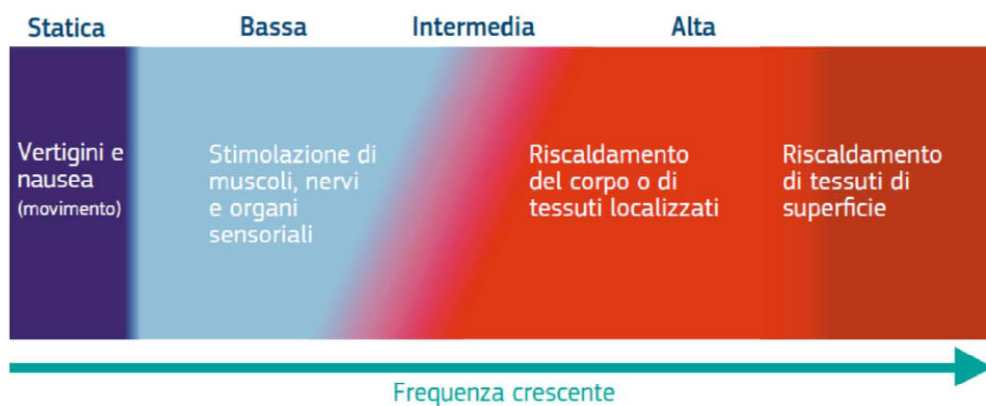 Statica
Bassa
Intermedia
Alta
Vertigini e
nausea
(movimento)
Stimolazione di
muscoli, nervi
e organi
sensoriali
Riscaldamento
del corpo o di
tessuti localizzati
Riscaldamento
di tessuti di
superficie
Frequenza crescente